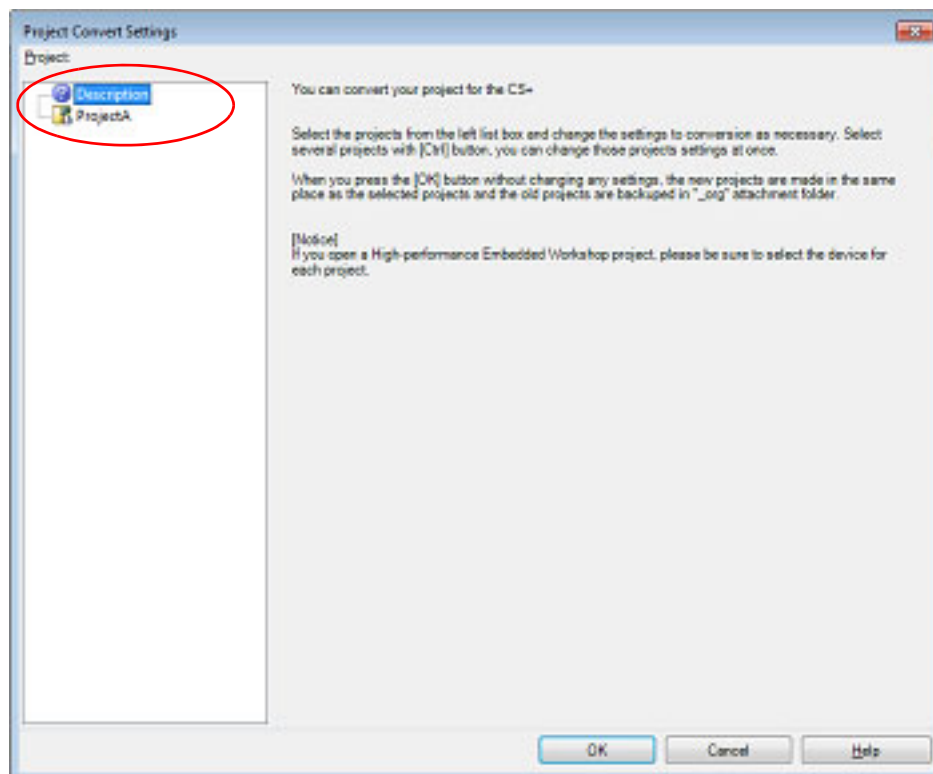 Project Convert Settings
Project:
Description
ProjectA
You can convert your project for the CS+
Select the projects from the left list box and change the settings to conversion as necessary. Select
several projects with [Ctrl] button, you can change those projects settings at once.
When you press the [OK] button without changing any settings, the new projects are made in the same
place as the selected projects and the old projects are backuped in "_org" attachment folder.
[Notice]
If you open a High-performance Embedded Workshop project, please be sure to select the device for
each project.
OK
Cancel
Help